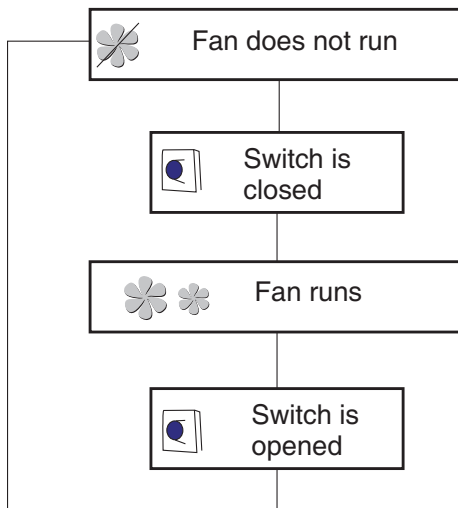 Fan does not run
Switch is
closed
Fan runs
Switch is
opened